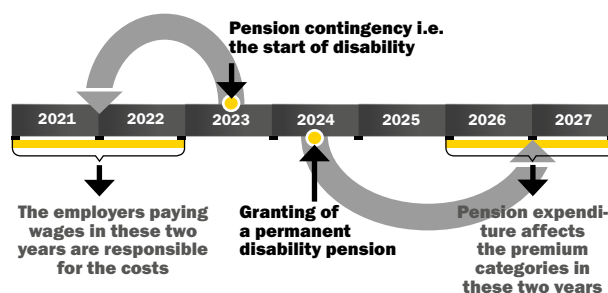 Pension contingency i.e.
the start of disability
2021 2022 2023 2024 2025 2026 2027
The employers paying
wages in these two
years are responsible
for the costs
Granting of
a permanent
disability pension
Pension expendi-
ture affects
the premium
categories in
these two years